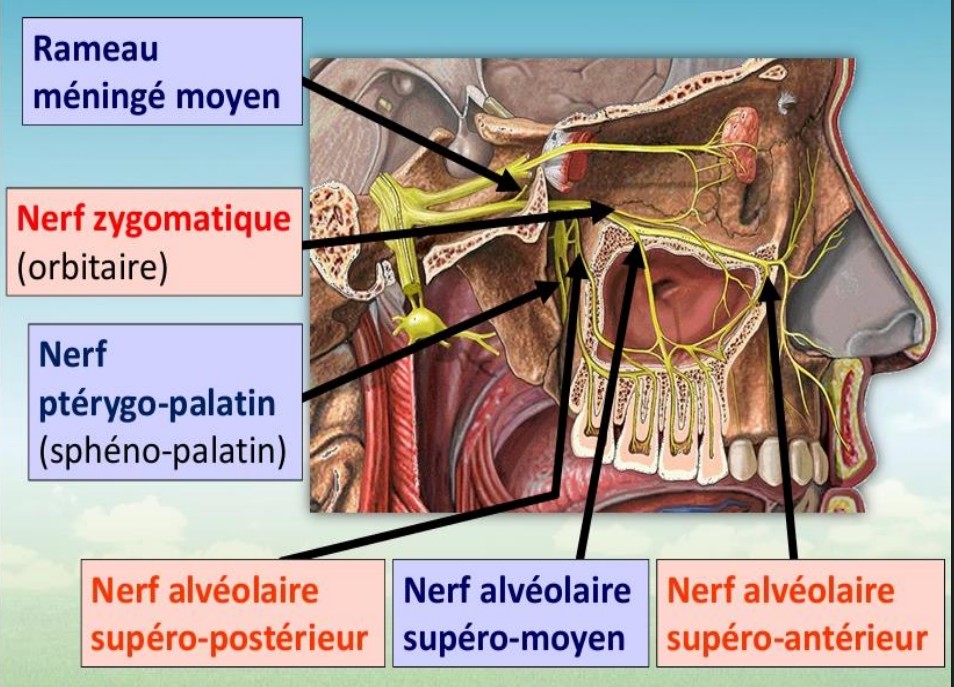 Rameau
méningé moyen
Nerf zygomatique
(orbitaire)
Nerf
ptérygo-palatin
(sphéno-palatin)
Nerf alvéolaire
supéro-postérieur
Nerf alvéolaire
supéro-moyen
Nerf alvéolaire
supéro-antérieur